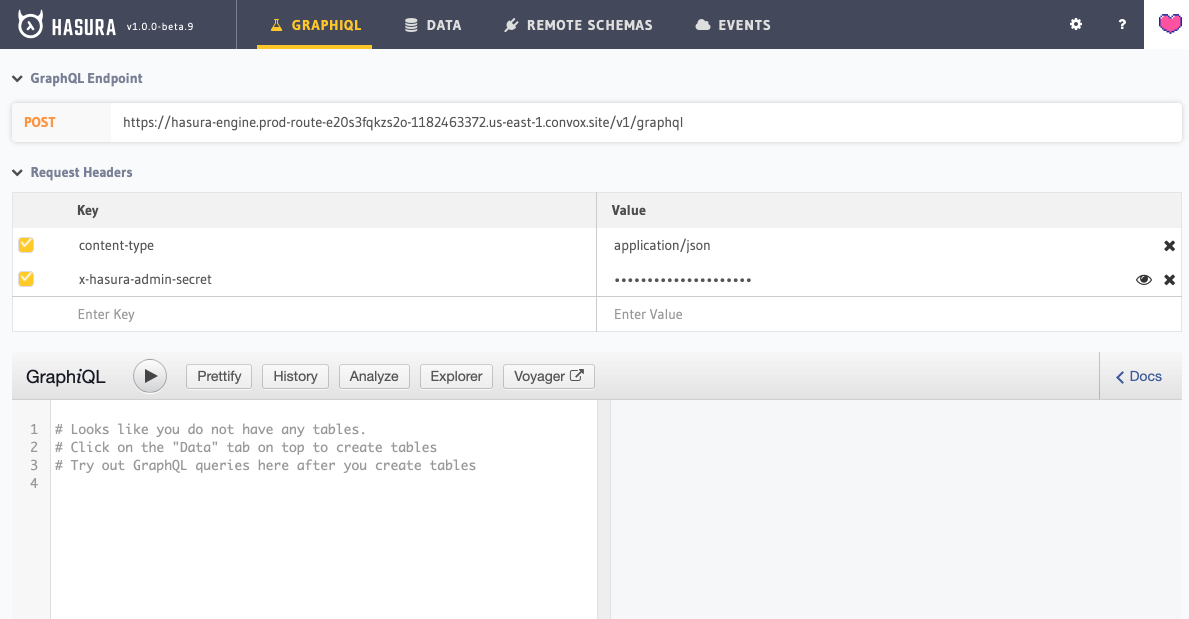 HASURA v1.0.0-beta.9 GRAPHIQL DATA REMOTE SCHEMAS EVENTS ?
GraphQL Endpoint
POST https://hasura-engine.prod-route-e20s3fqkzs2o-1182463372.us-east-1.convox.site/v1/graphql
Request Headers
Key Value
content-type application/json
x-hasura-admin-secret •••••••••••••••••••••
Enter Key Enter Value
GraphiQL Prettify History Analyze Explorer Voyager Docs
1 # Looks like you do not have any tables.
2 # Click on the "Data" tab on top to create tables
3 # Try out GraphQL queries here after you create tables
4